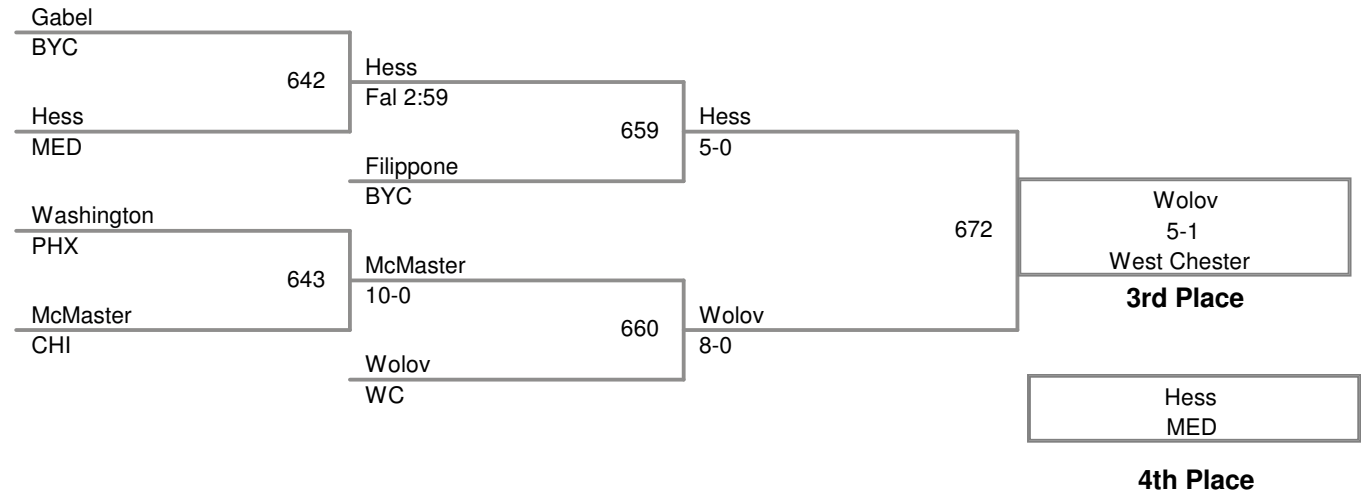 Gabel
BYC
642
Hess
Fal 2:59
Hess
MED
659
Hess
5-0
Filippone
BYC
Washington
PHX
672
Wolov
5-1
West Chester
3rd Place
643
McMaster
10-0
McMaster
CHI
660
Wolov
8-0
Wolov
WC
Hess
MED
4th Place